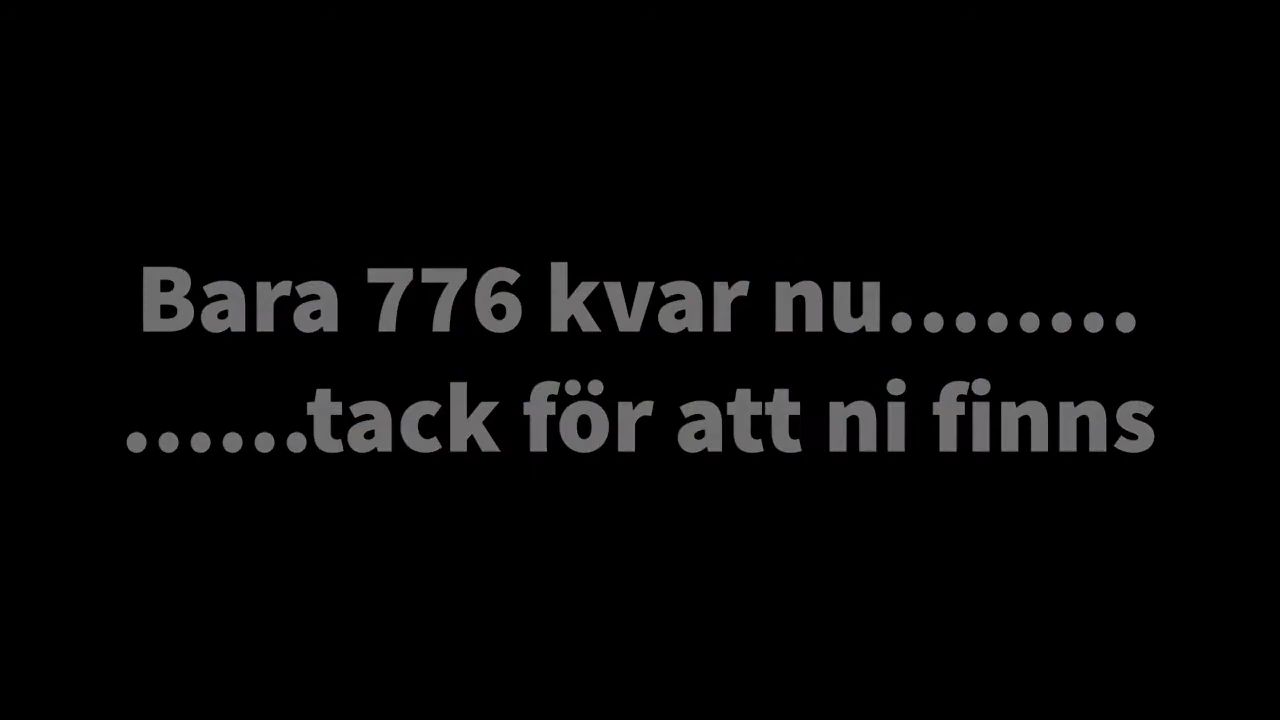 Bara 776 kvar nu........
......tack för att ni finns